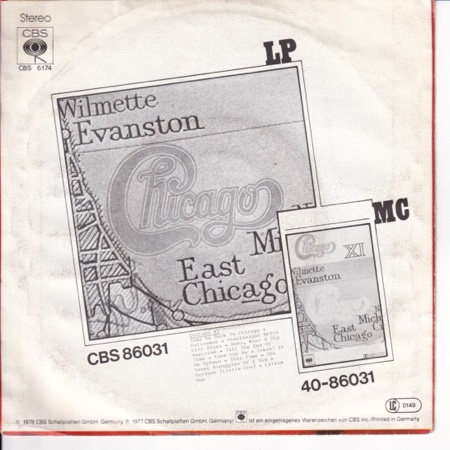 Stereo
CBS
CBS 6174
LP
Wilmette
Evanston
Chicago
East
Chicago
MC
Chicago
XI
Wilmette
Evanston
East
Chicago
CBS 86031
40-86031
LC 0149
1978 CBS Schallplatten GmbH, Germany 1977 CBS Schallplatten GmbH, Germany/ ist ein eingetragenes Warenzeichen von CBS Inc./Printed in Germany